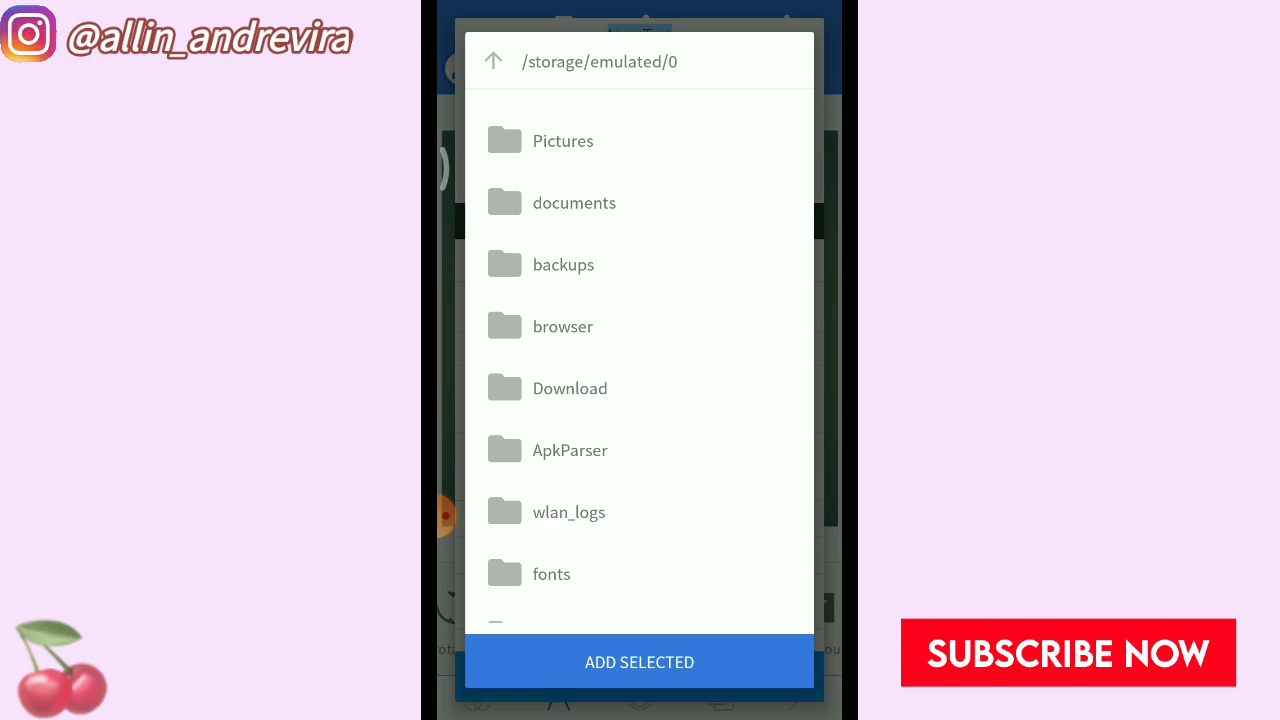 @allin_andrevira
/storage/emulated/0
Pictures
documents
backups
browser
Download
ApkParser
wlan_logs
fonts
ADD SELECTED
SUBSCRIBE NOW